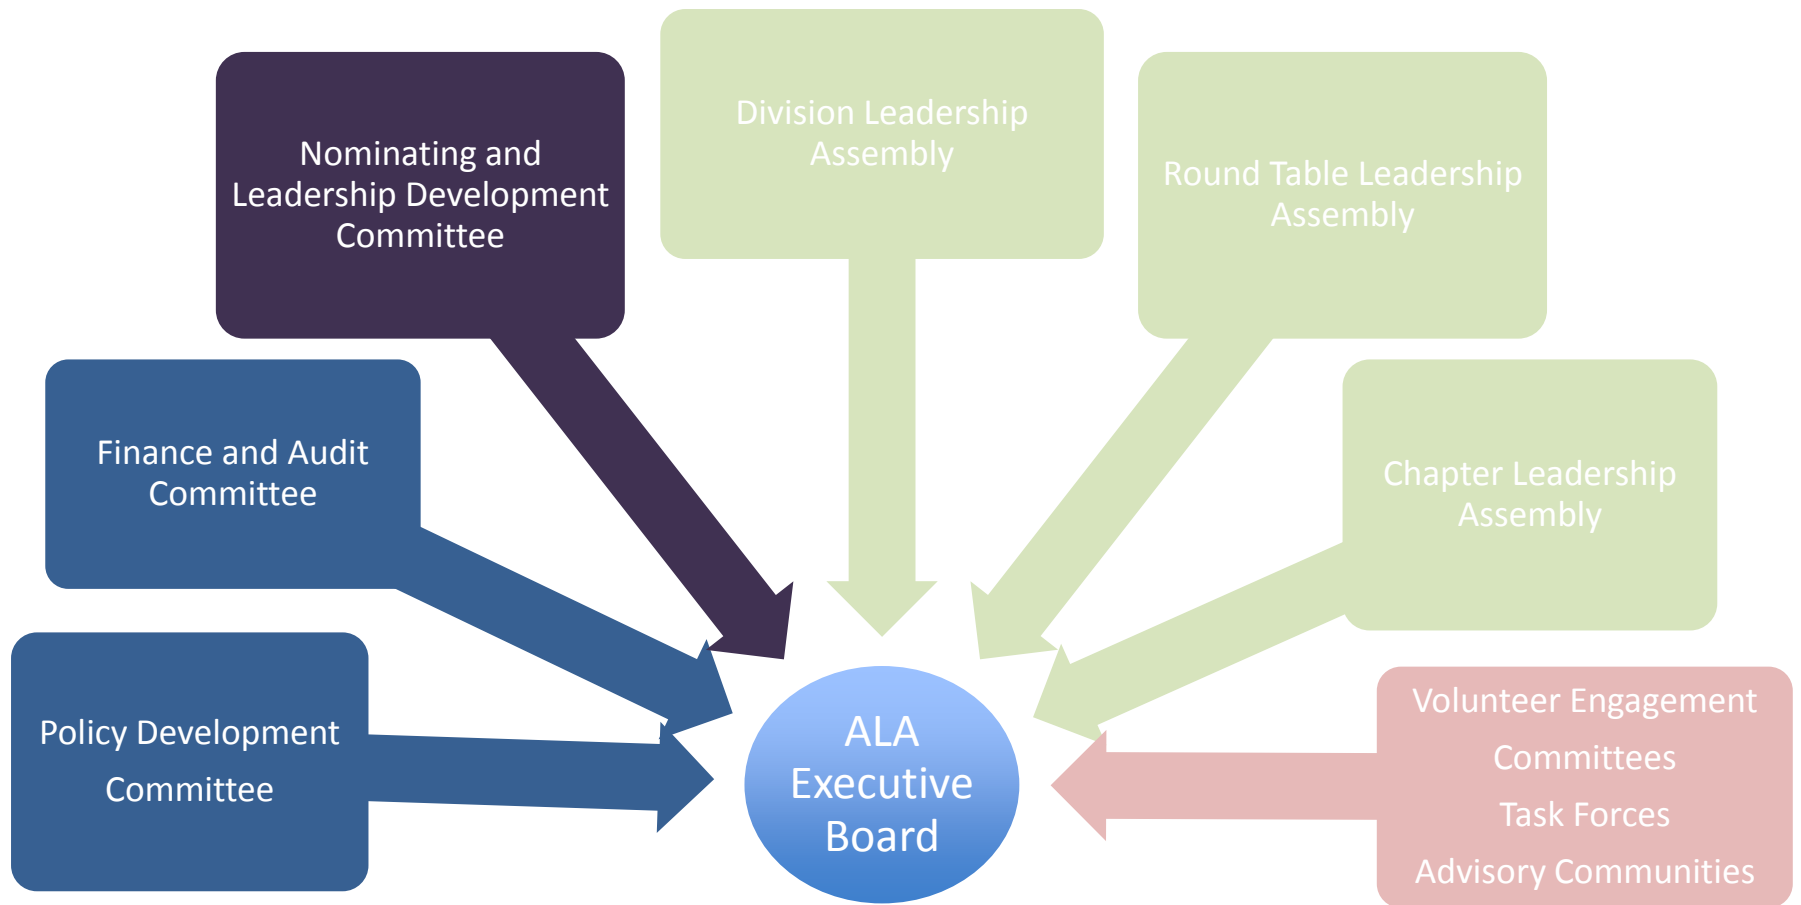 Division Leadership
Assembly
Nominating and
Leadership Development
Committee
Round Table Leadership
Assembly
Finance and Audit
Committee
Chapter Leadership
Assembly
Policy Development
Committee
ALA
Executive
Board
Volunteer Engagement
Committees
Task Forces
Advisory Communities